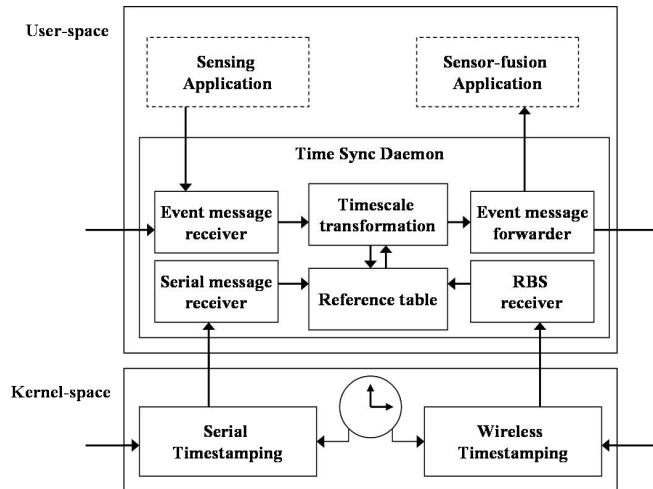 User-space
Sensing
Application
Sensor-fusion
Application
Time Sync Daemon
Event message
receiver
Timescale
transformation
Event message
forwarder
Serial message
receiver
Reference table
RBS
receiver
Kernel-space
Serial
Timestamping
Wireless
Timestamping